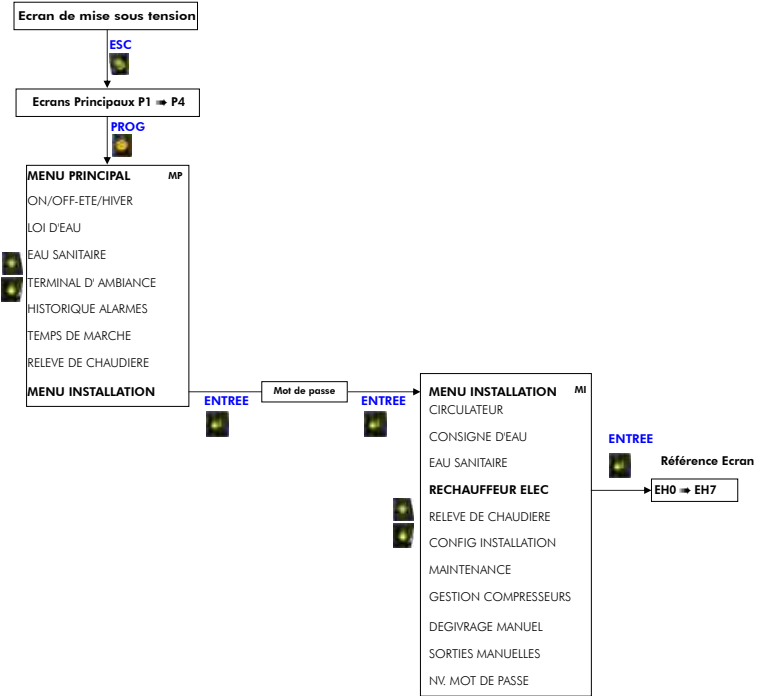 Ecran de mise sous tension
ESC
Ecrans Principaux P1 ➠ P4
PROG
MENU PRINCIPAL MP
ON/OFF-ETE/HIVER
LOI D'EAU
EAU SANITAIRE
TERMINAL D' AMBIANCE
HISTORIQUE ALARMES
TEMPS DE MARCHE
RELEVE DE CHAUDIERE
MENU INSTALLATION
ENTREE
Mot de passe
ENTREE
MENU INSTALLATION MI
CIRCULATEUR
CONSIGNE D'EAU
EAU SANITAIRE
RECHAUFFEUR ELEC
RELEVE DE CHAUDIERE
CONFIG INSTALLATION
MAINTENANCE
GESTION COMPRESSEURS
DEGIVRAGE MANUEL
SORTIES MANUELLES
NV. MOT DE PASSE
ENTREE
Référence Ecran
EH0 ➠ EH7